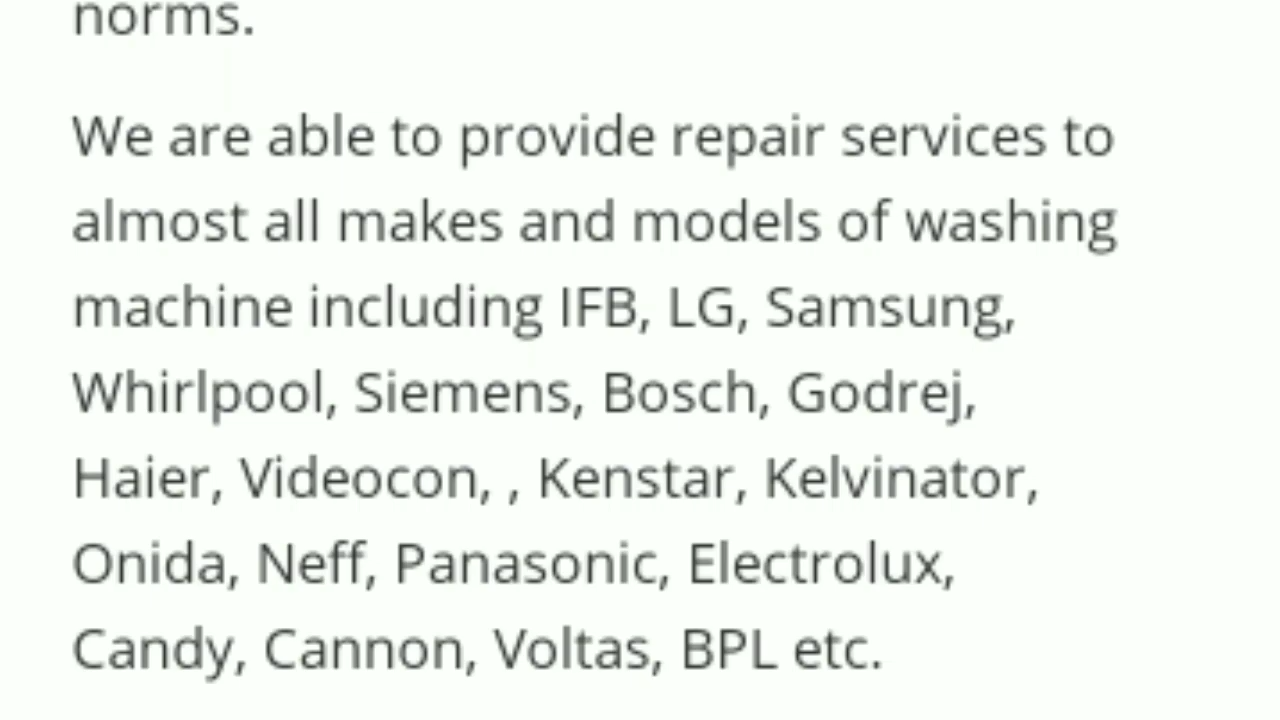 norms.
We are able to provide repair services to
almost all makes and models of washing
machine including IFB, LG, Samsung,
Whirlpool, Siemens, Bosch, Godrej,
Haier, Videocon, , Kenstar, Kelvinator,
Onida, Neff, Panasonic, Electrolux,
Candy, Cannon, Voltas, BPL etc.